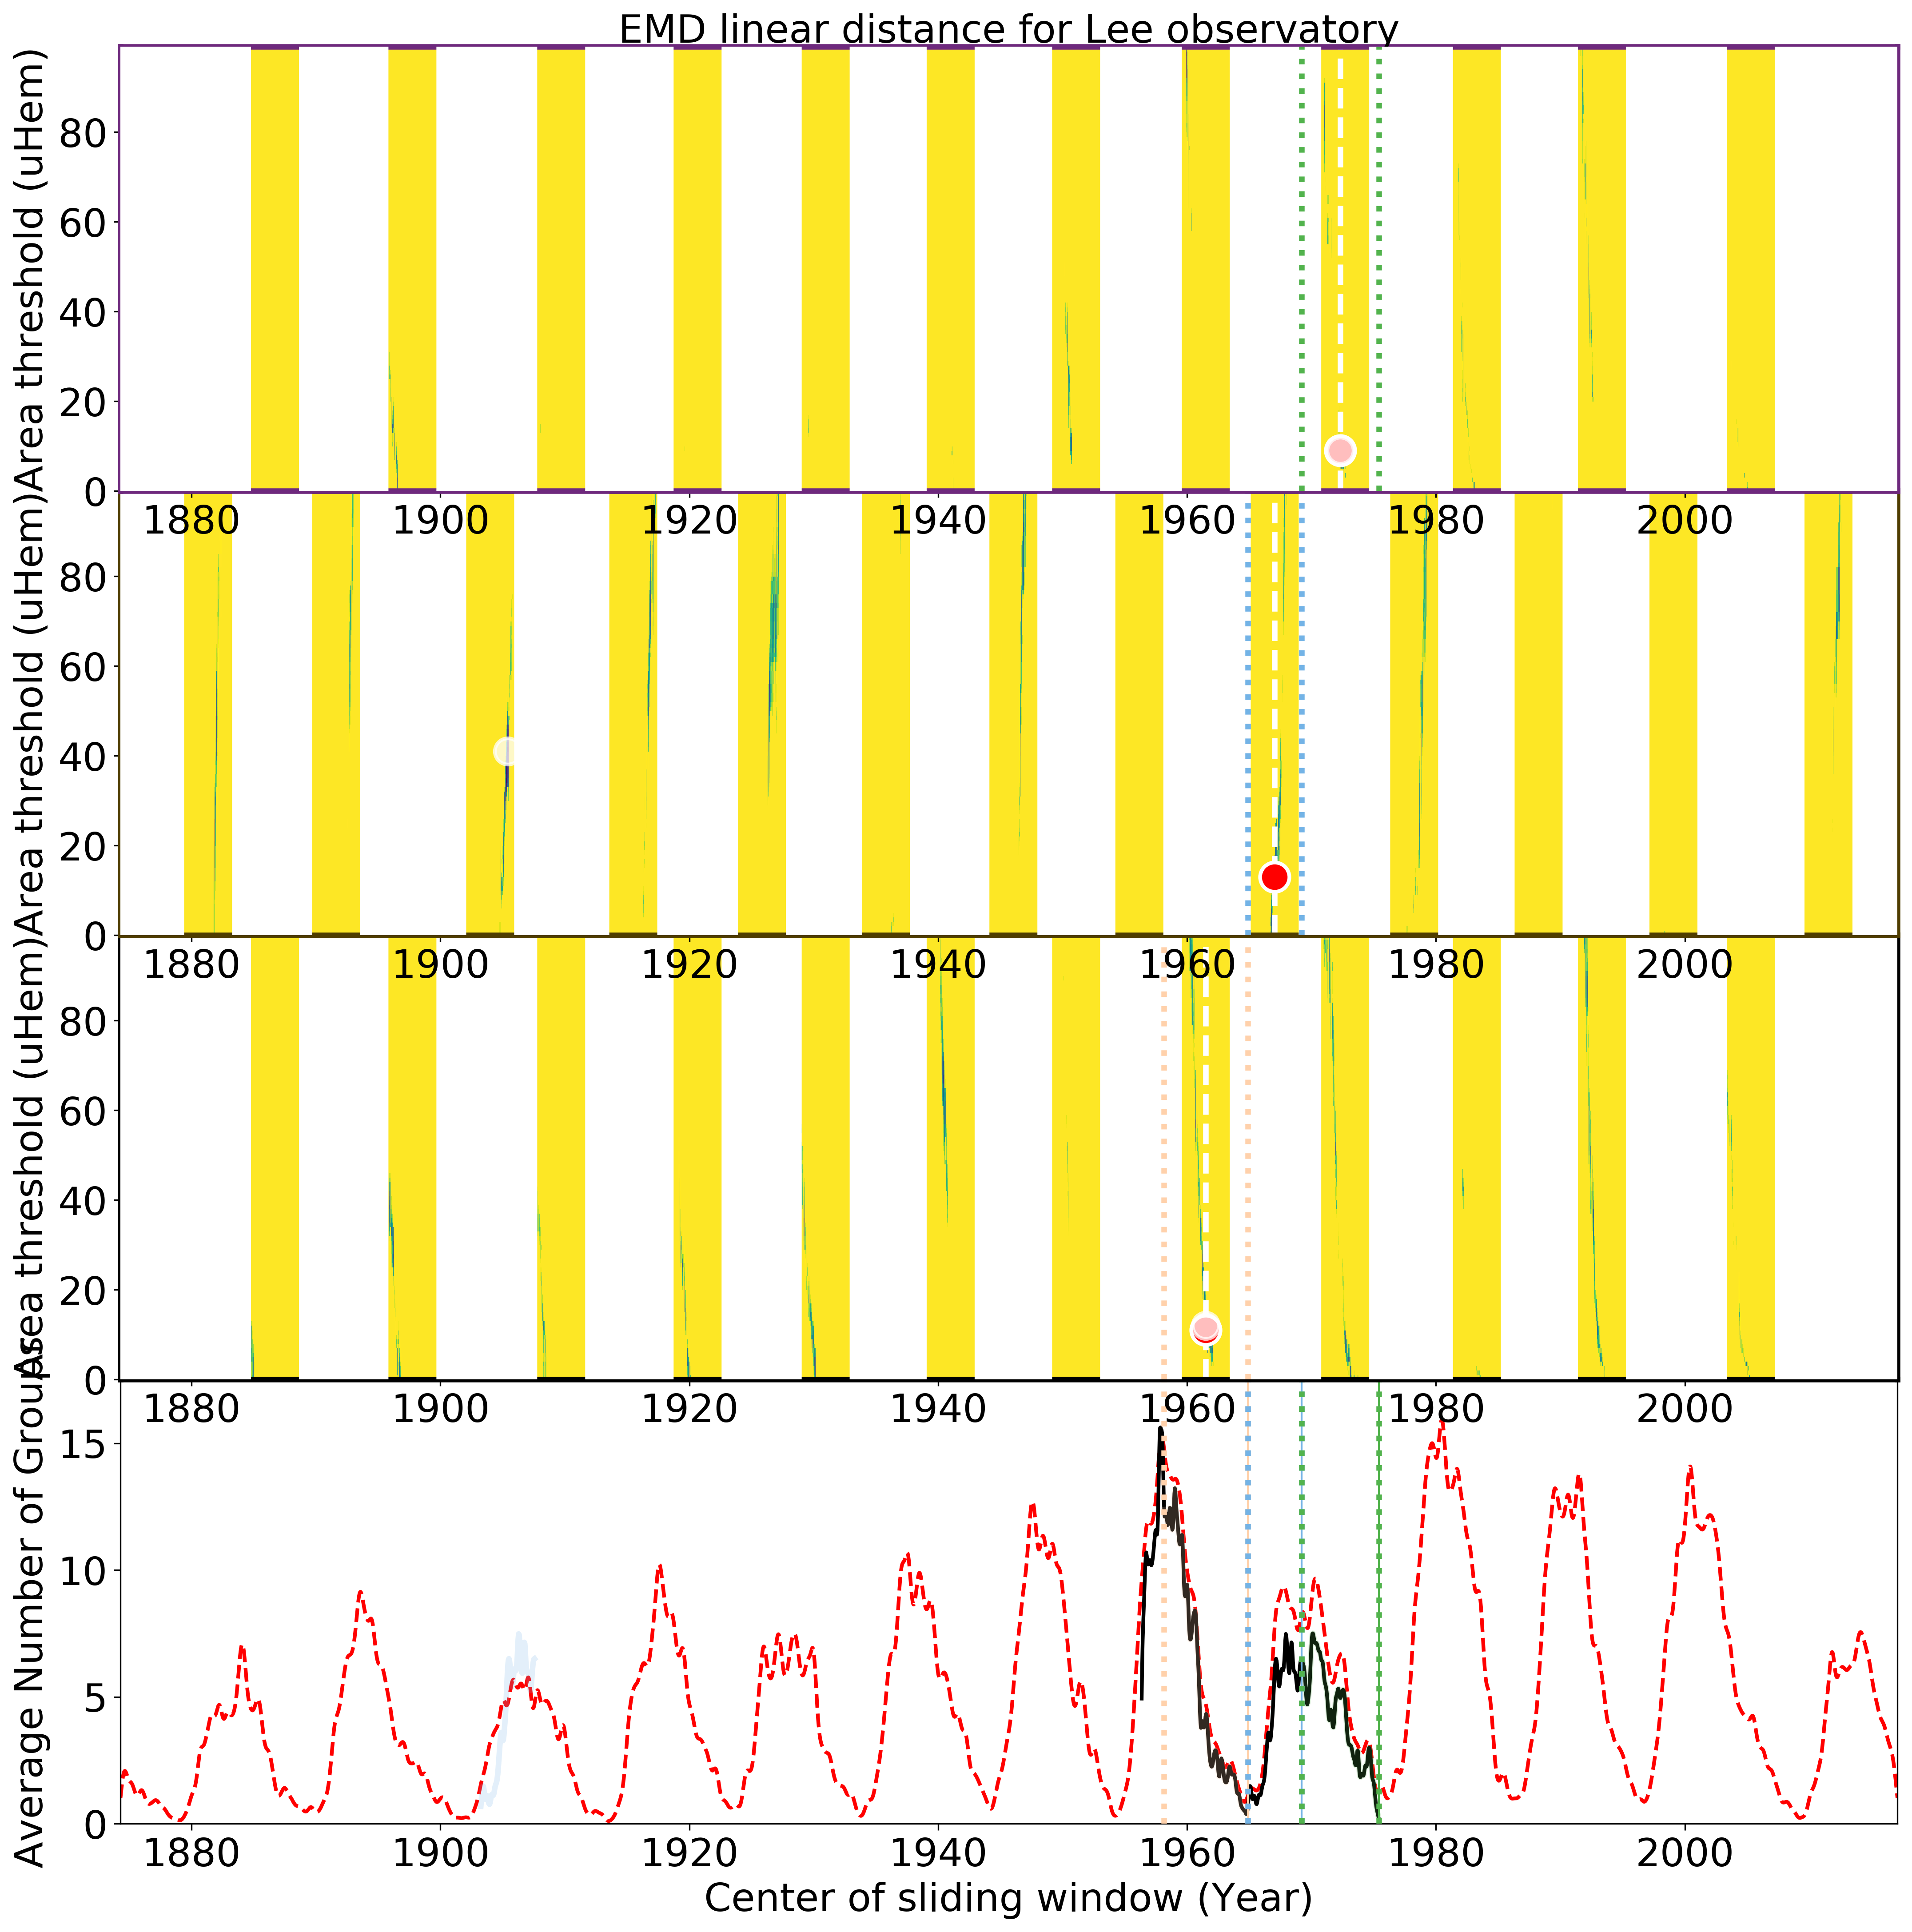 EMD linear distance for Lee observatory
Area threshold (uHem)
80
60
40
20
0
1880 1900 1920 1940 1960 1980 2000
Area threshold (uHem)
80
60
40
20
0
1880 1900 1920 1940 1960 1980 2000
Area threshold (uHem)
80
60
40
20
0
1880 1900 1920 1940 1960 1980 2000
Average Number of Groups
15
10
5
0
1880 1900 1920 1940 1960 1980 2000
Center of sliding window (Year)